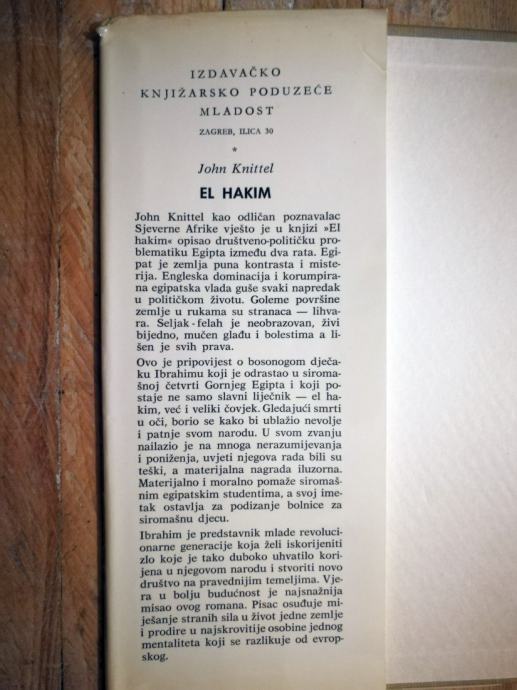 IZDAVAČKO
KNJIŽARSKO PODUZEĆE
MLADOST
ZAGREB, ILICA 30
*
John Knittel
EL HAKIM
John Knittel kao odličan poznavalac
Sjeverne Afrike vješto je u knjizi »El
hakim« opisao društveno-političku pro-
blematiku Egipta između dva rata. Egi-
pat je zemlja puna kontrasta i miste-
rija. Engleska dominacija i korumpira-
na egipatska vlada guše svaki napredak
u političkom životu. Goleme površine
zemlje u rukama su stranaca — lihva-
ra. Seljak-felah je neobrazovan, živi
bijedno, mučen glađu i bolestima a li-
šen je svih prava.
Ovo je pripovijest o bosonogom dječa-
ku Ibrahimu koji je odrastao u siroma-
šnoj četvrti Gornjeg Egipta i koji po-
staje ne samo slavni liječnik — el ha-
kim, već i veliki čovjek. Gledajući smrti
u oči, borio se kako bi ublažio nevolje
i patnje svom narodu. U svom zvanju
nailazio je na mnoga nerazumijevanja
i poniženja, uvjeti njegova rada bili su
teški, a materijalna nagrada iluzorna.
Materijalno i moralno pomaže siromaš-
nim egipatskim studentima, a svoj ime-
tak ostavlja za podizanje bolnice za
siromašnu djecu.
Ibrahim je predstavnik mlade revoluci-
onarne generacije koja želi iskorijeniti
zlo koje je tako duboko uhvatilo kori-
jena u njegovom narodu i stvoriti novo
društvo na pravednijim temeljima. Vje-
ra u bolju budućnost je najsnažnija
misao ovog romana. Pisac osuđuje mi-
ješanje stranih sila u život jedne zemlje
i prodire u najskrovitije osobine jednog
mentaliteta koji se razlikuje od evrop-
skog.